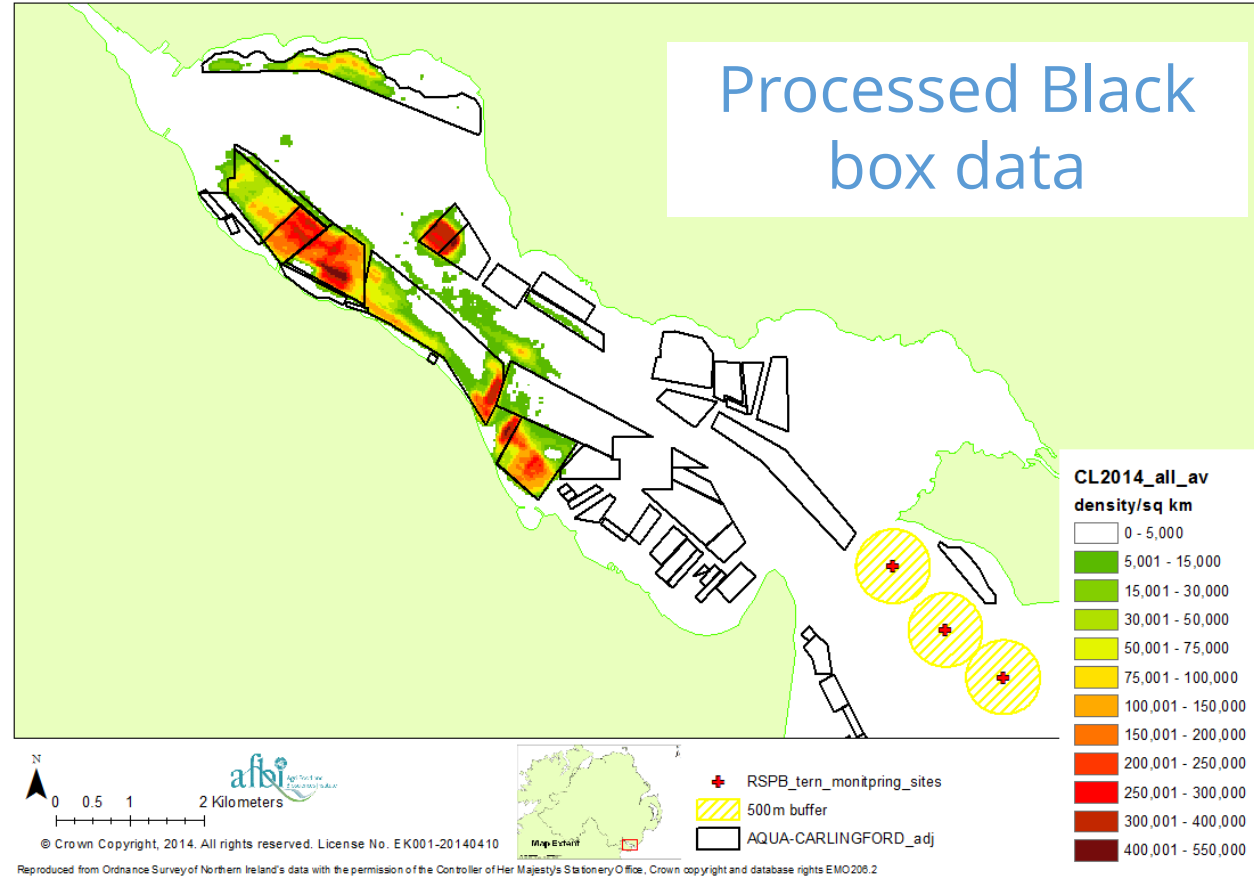 Processed Black
box data
CL2014_all_av
density/sq km
0 - 5,000
5,001 - 15,000
15,001 - 30,000
30,001 - 50,000
50,001 - 75,000
75,001 - 100,000
100,001 - 150,000
150,001 - 200,000
200,001 - 250,000
250,001 - 300,000
300,001 - 400,000
400,001 - 550,000
N
afbi
Agri-Food and
Biosciences Institute
0 0.5 1 2 Kilometers
© Crown Copyright, 2014. All rights reserved. License No. EK001-20140410
Map Extent
RSPB_tern_monitpring_sites
500m buffer
AQUA-CARLINGFORD_adj
Reproduced from Ordnance Survey of Northern Ireland's data with the permission of the Controller of Her Majesty's Stationery Office, Crown copyright and database rights EMO206.2